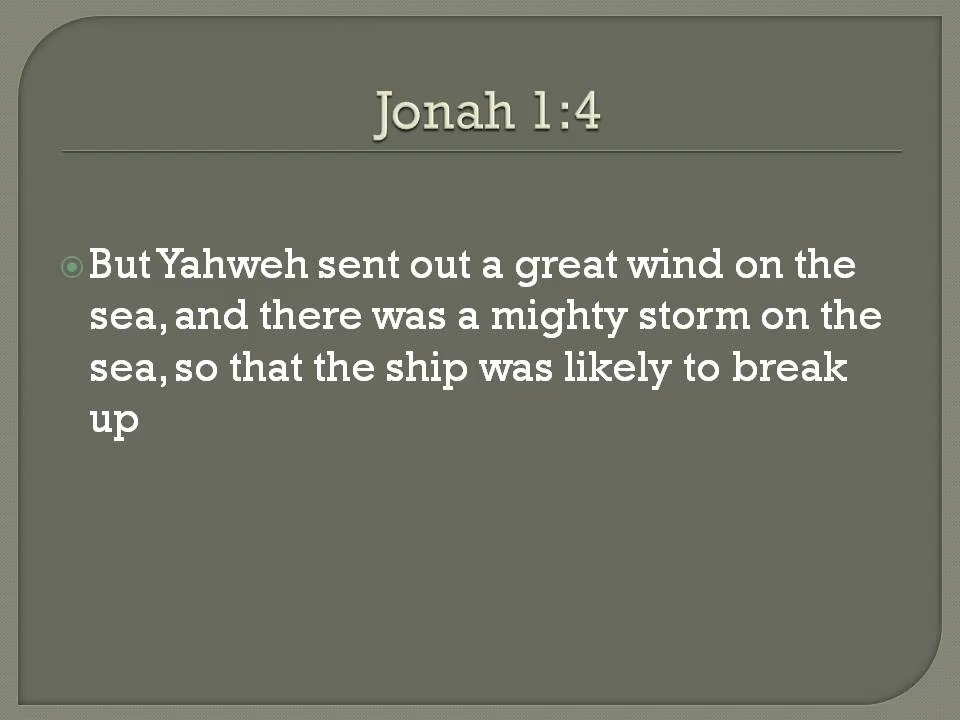 Jonah 1:4
But Yahweh sent out a great wind on the
sea, and there was a mighty storm on the
sea, so that the ship was likely to break
up